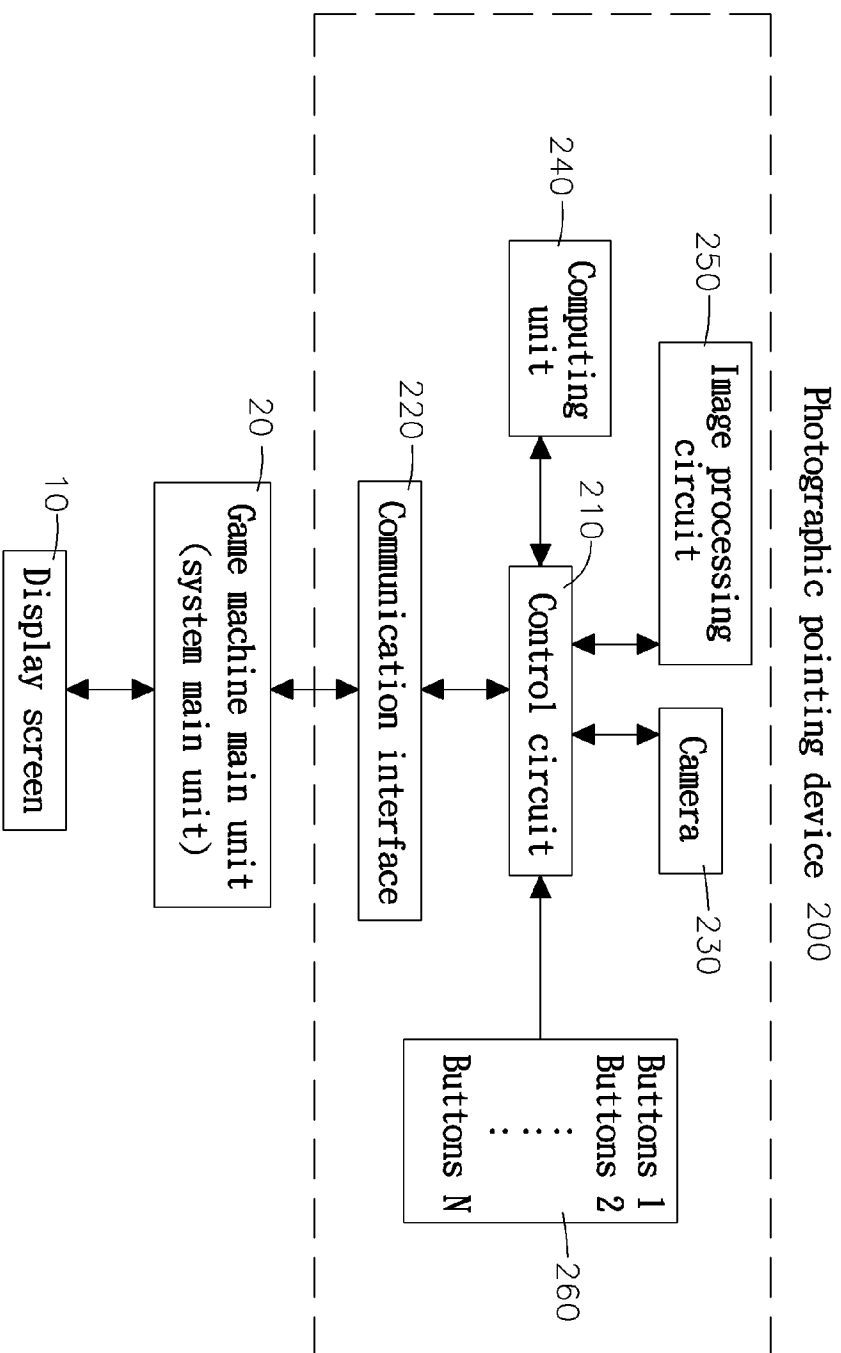 Photographic pointing device 200
250
Image processing
circuit
Camera
230
240
Computing
unit
210
Control circuit
Buttons 1
Buttons 2
.....
Buttons N
260
220
Communication interface
20
Game machine main unit
(system main unit)
10
Display screen